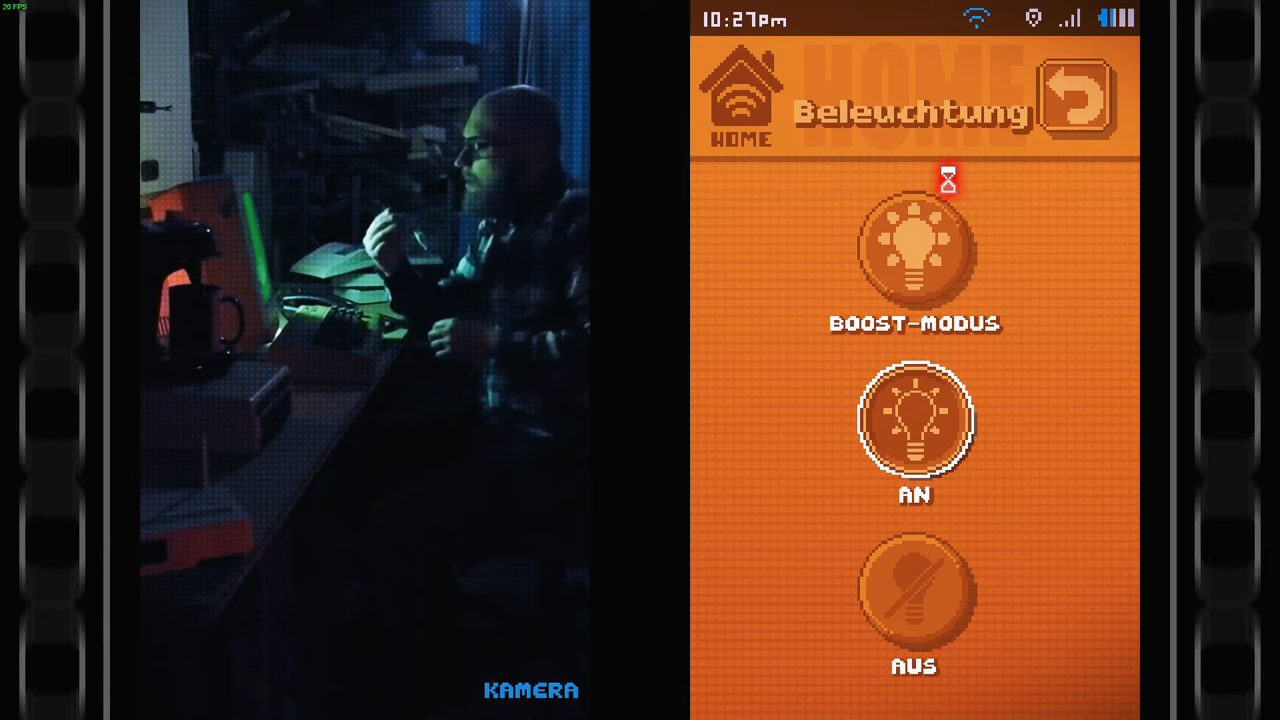 20 FPS
KAMERA
10:27pm
HOME
HOME
Beleuchtung
BOOST-MODUS
AN
AUS